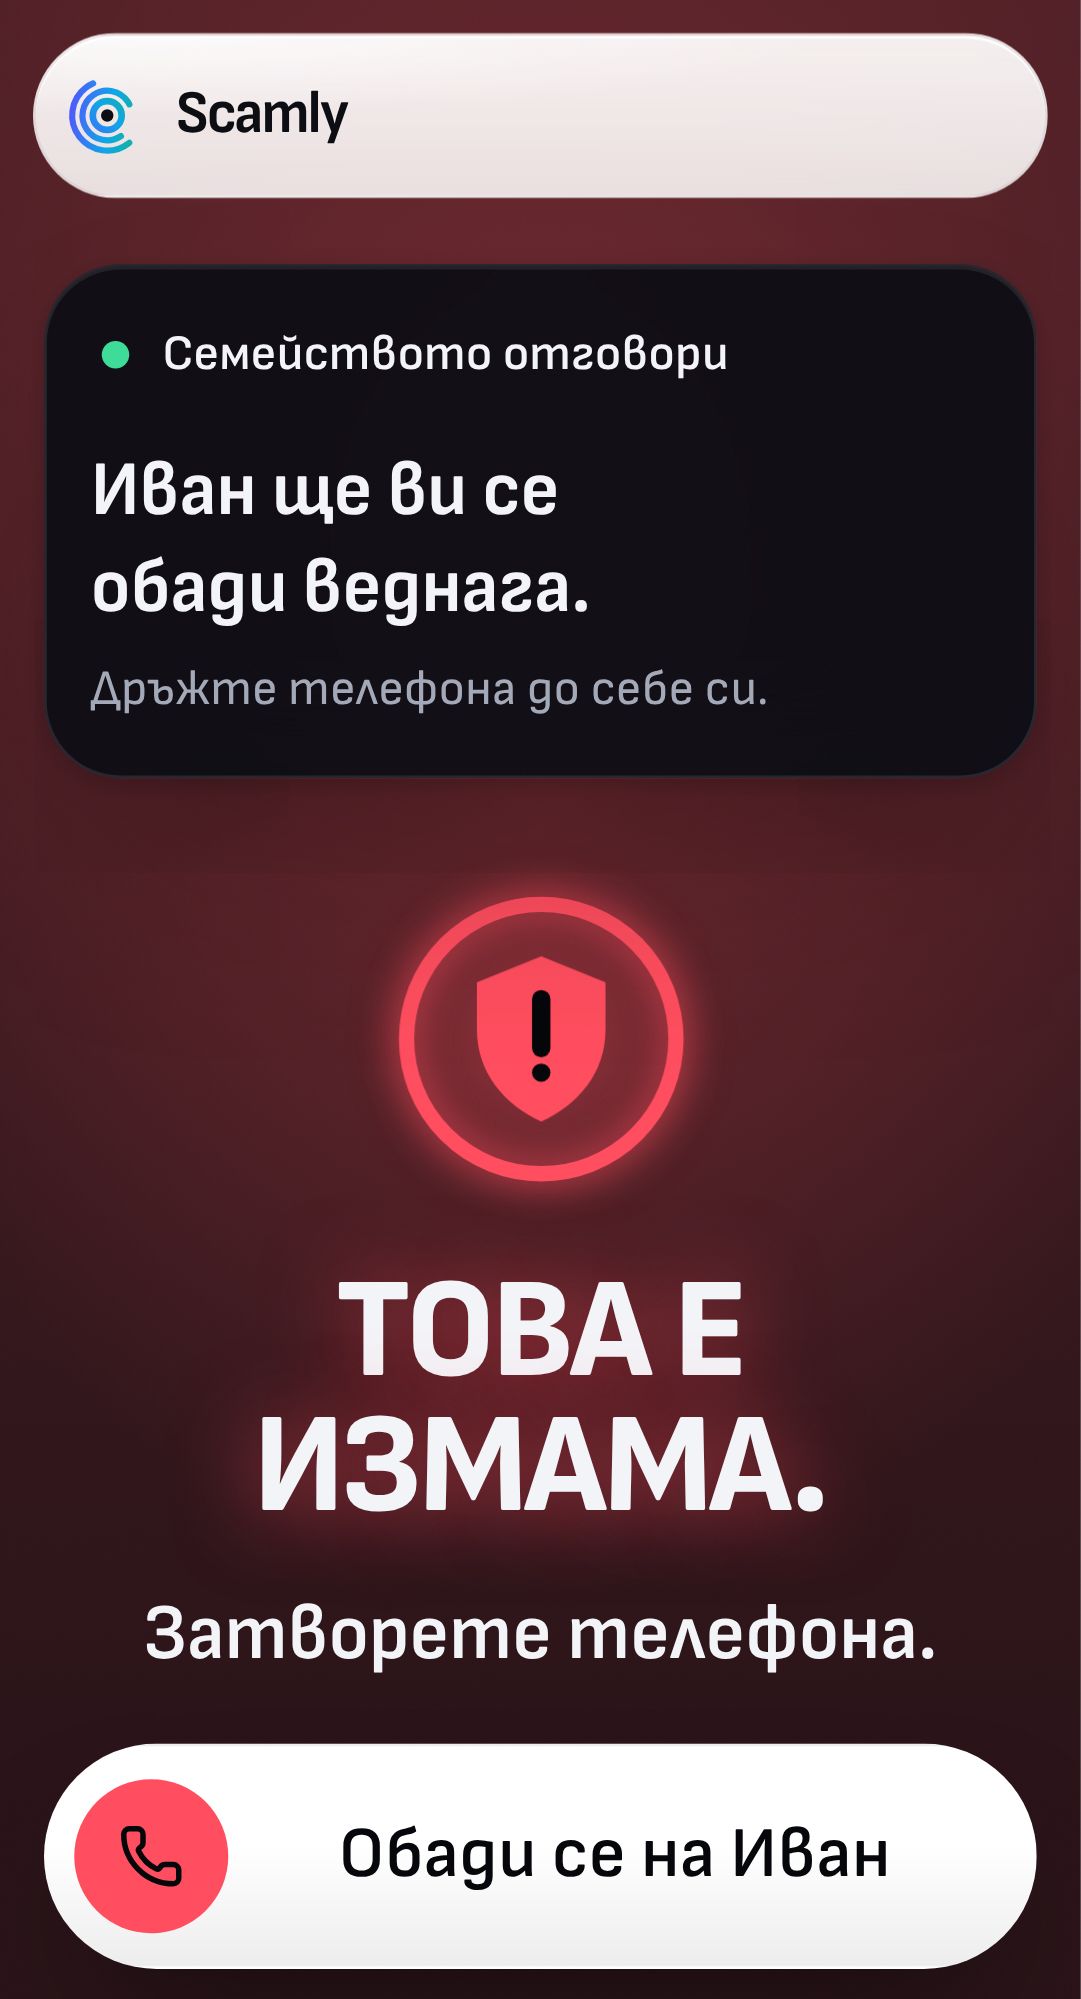 Scamly
Семейството отговори
Иван ще ви се
обади веднага.
Дръжте телефона до себе си.
ТОВА Е
ИЗМАМА.
Затворете телефона.
Обади се на Иван